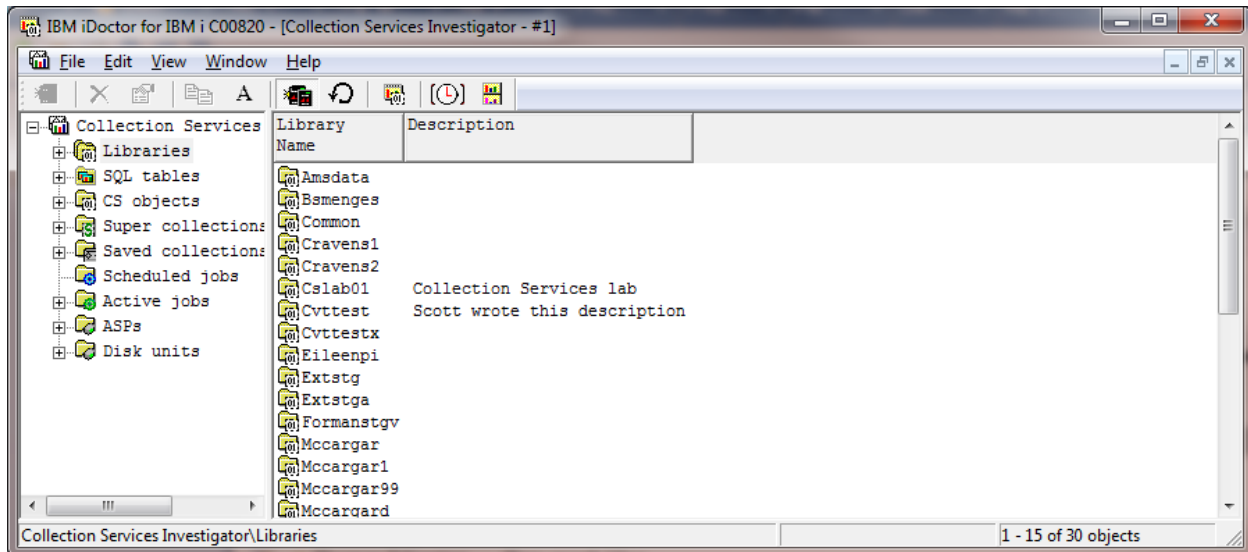 IBM iDoctor for IBM i C00820 - [Collection Services Investigator - #1]
File Edit View Window Help
A
Collection Services
Libraries
SQL tables
CS objects
Super collections
Saved collections
Scheduled jobs
Active jobs
ASPs
Disk units
Library Name Description
Amsdata
Bsmenges
Common
Cravens1
Cravens2
Cslab01 Collection Services lab
Cvttest Scott wrote this description
Cvttestx
Eileenpi
Extstg
Extstga
Formanstgv
Mccargar
Mccargar1
Mccargar99
Mccargard
Collection Services Investigator\Libraries 1 - 15 of 30 objects